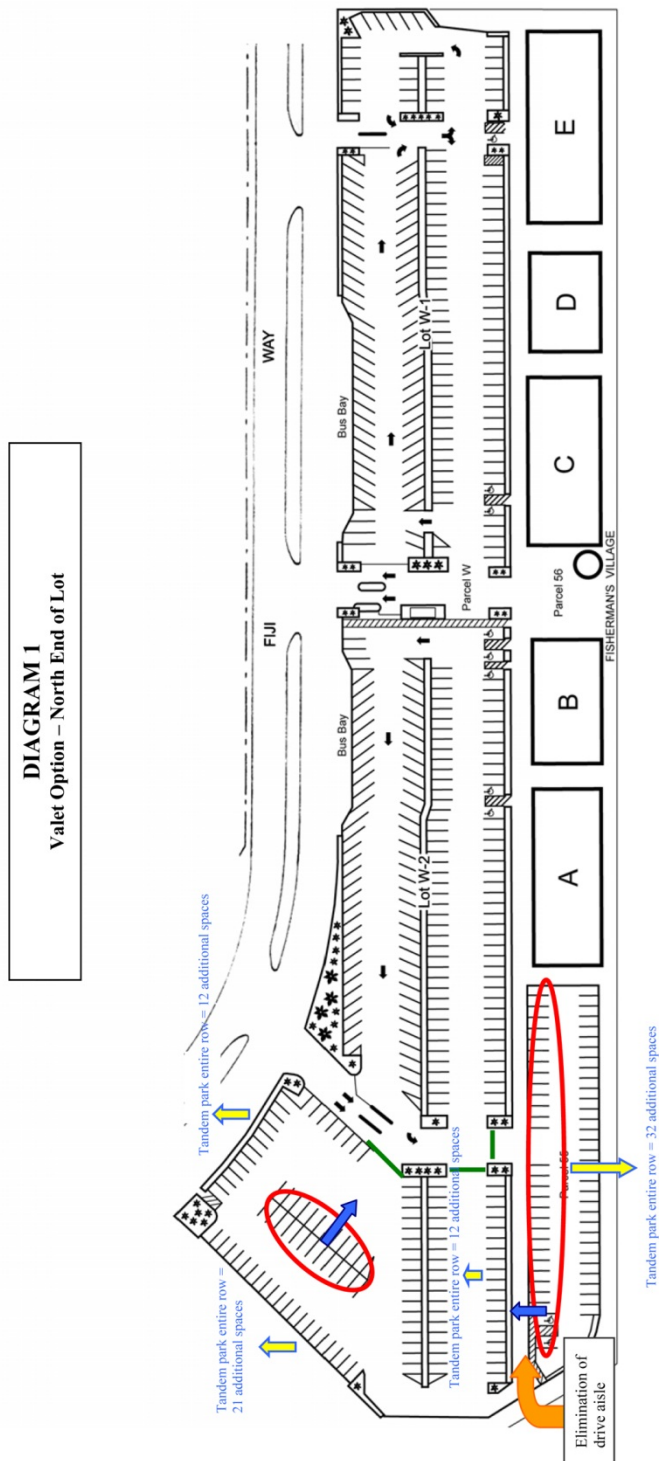 DIAGRAM 1
Valet Option – North End of Lot
FIJI
WAY
Tandem park entire row = 12 additional spaces
Tandem park entire row =
21 additional spaces
Tandem park entire row = 12 additional spaces
Tandem park entire row = 32 additional spaces
Elimination of
drive aisle
Bus Bay
Bus Bay
Lot W-2
Lot W-1
Parcel W
Parcel 55
Parcel 56
FISHERMAN'S VILLAGE
A
B
C
D
E